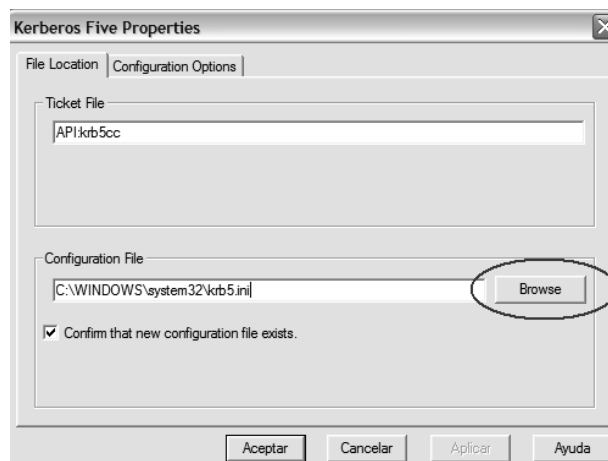 Kerberos Five Properties
File Location
Configuration Options
Ticket File
API:krb5cc
Configuration File
C:\WINDOWS\system32\krb5.ini
Browse
Confirm that new configuration file exists.
Aceptar Cancelar Aplicar Ayuda